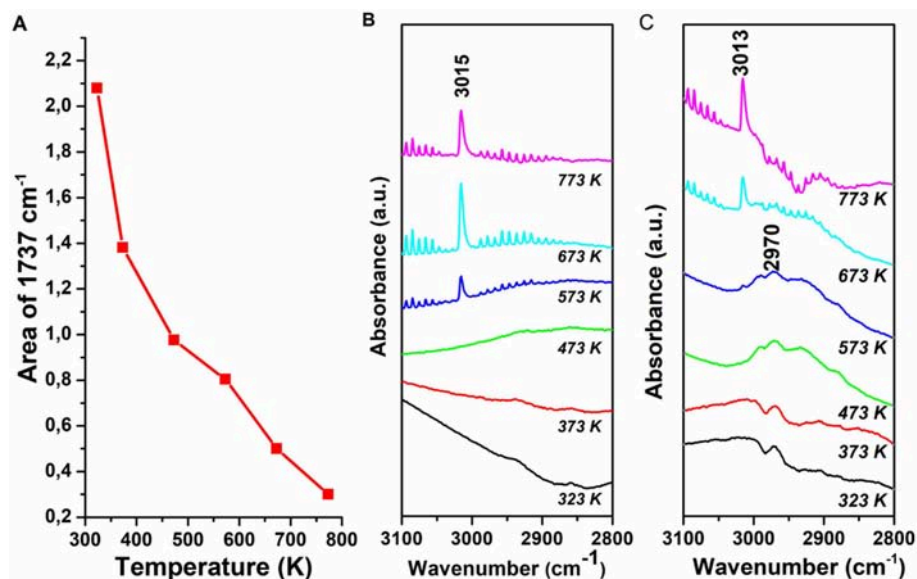 A
2,2
2,0
1,8
1,6
1,4
1,2
1,0
0,8
0,6
0,4
0,2
Area of 1737 cm⁻¹
300 400 500 600 700 800
Temperature (K)
B
3015
773 K
673 K
573 K
473 K
373 K
323 K
Absorbance (a.u.)
3100 3000 2900 2800
Wavenumber (cm⁻¹)
C
3013
773 K
673 K
2970
573 K
473 K
373 K
323 K
Absorbance (a.u.)
3100 3000 2900 2800
Wavenumber (cm⁻¹)